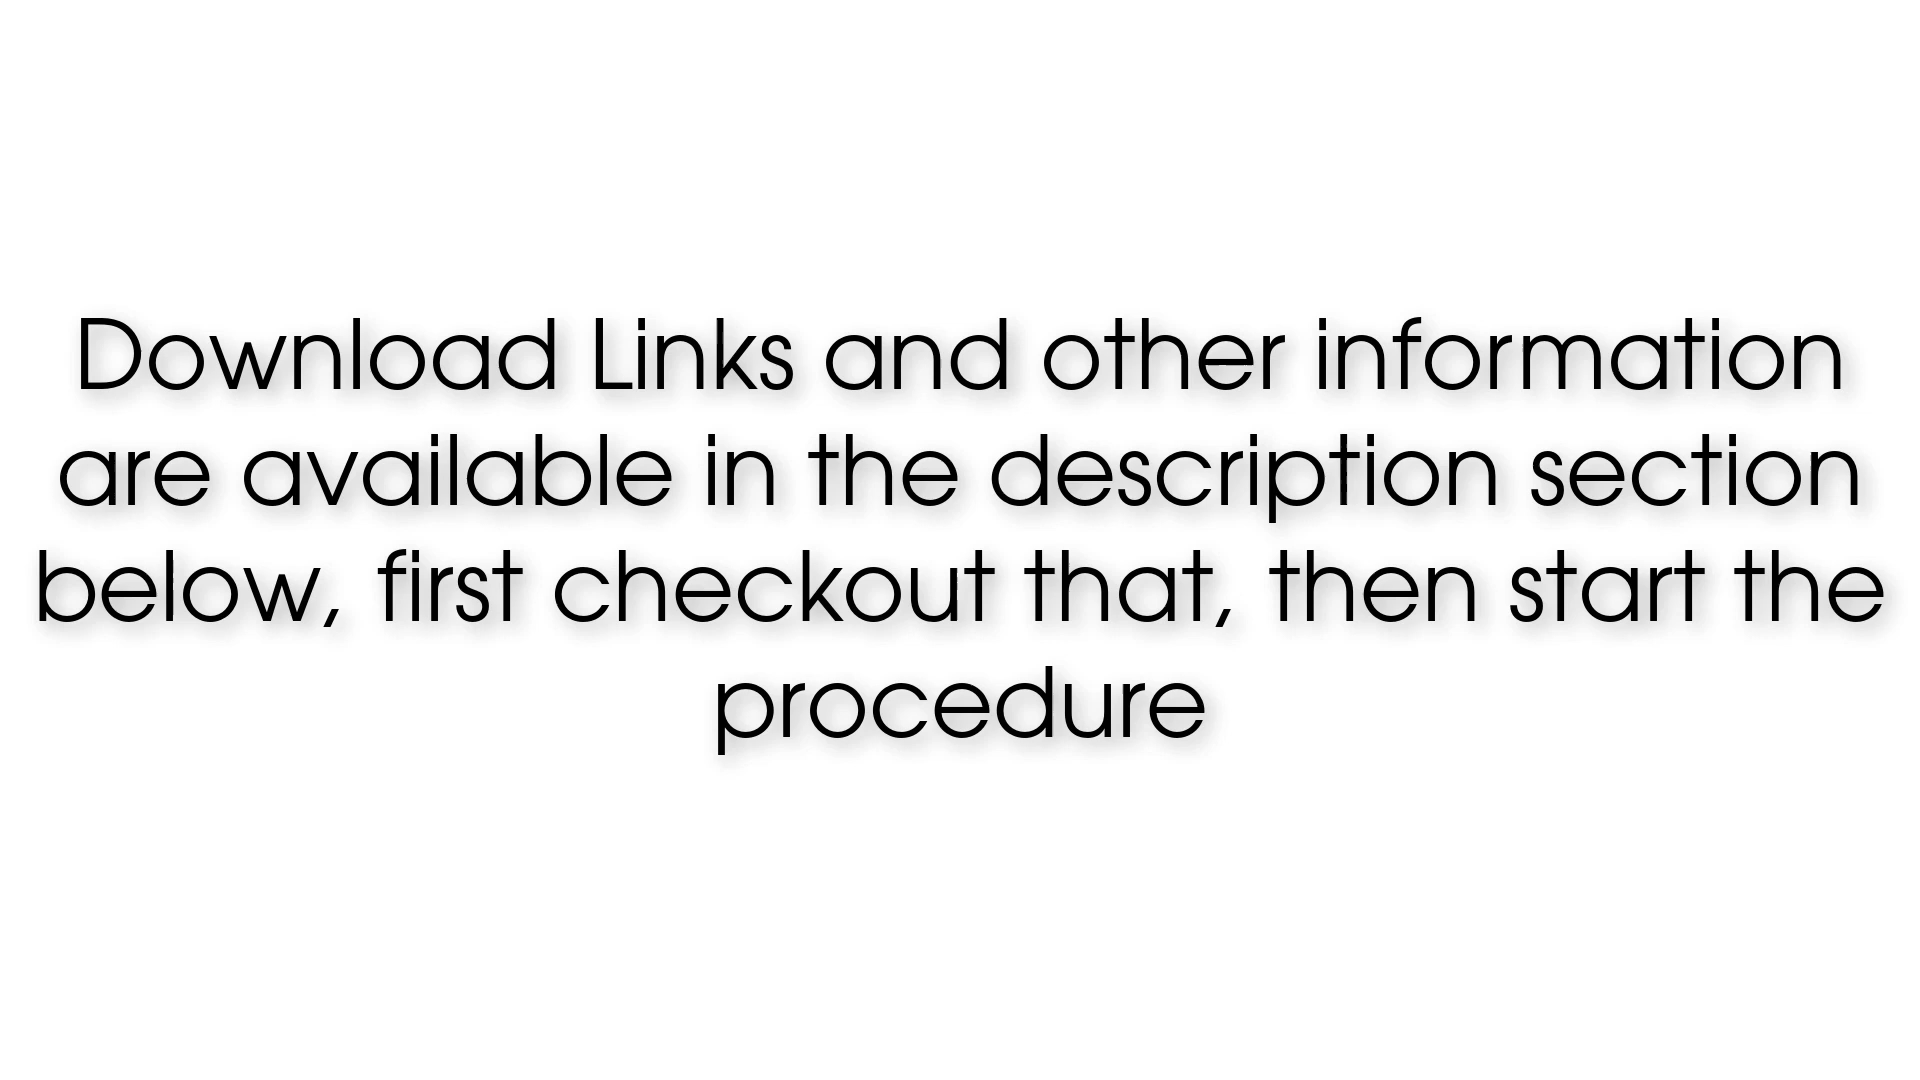 Download Links and other information
are available in the description section
below, first checkout that, then start the
procedure